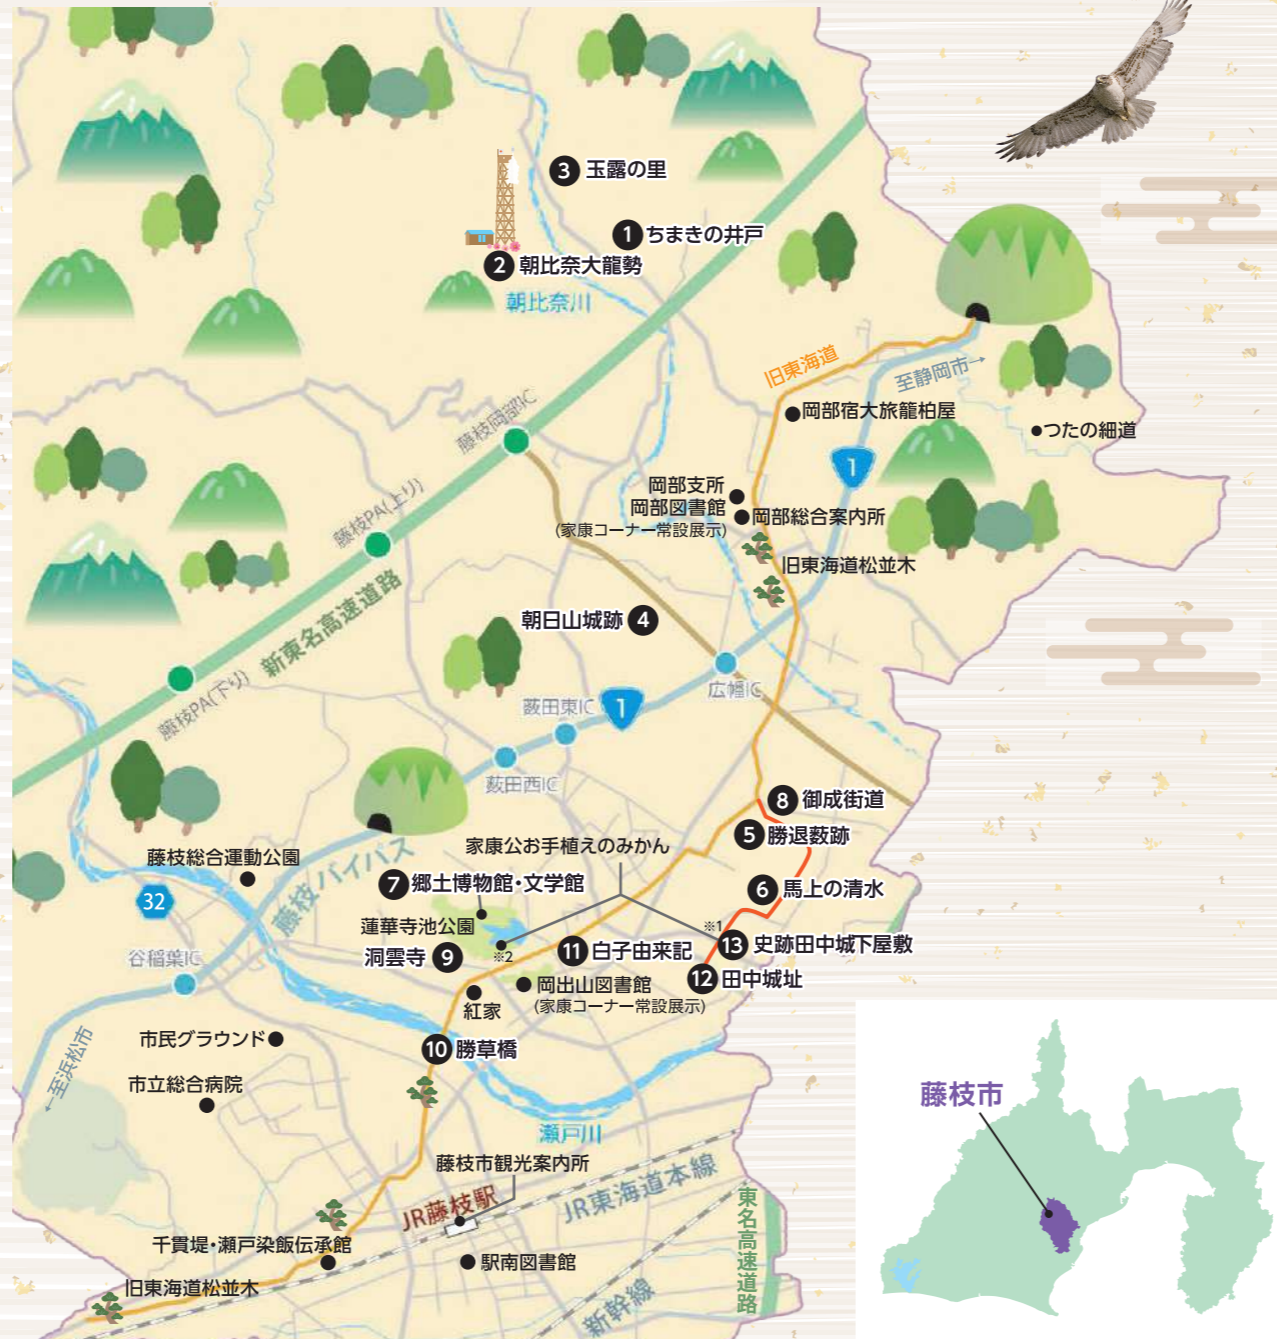 3 玉露の里
1 ちまきの井戸
2 朝比奈大龍勢
朝比奈川
旧東海道
至静岡市→
岡部宿大旅籠柏屋
つたの細道
藤枝岡部IC
1
岡部支所
岡部図書館
(家康コーナー常設展示)
岡部総合案内所
旧東海道松並木
藤枝PA(上り)
新東名高速道路
朝日山城跡 4
藤枝PA(下り)
広幡IC
薮田東IC
1
薮田西IC
8 御成街道
5 勝退薮跡
家康公お手植えのみかん
藤枝総合運動公園
藤枝バイパス
7 郷土博物館・文学館
6 馬上の清水
32
蓮華寺池公園
※1
※2
洞雲寺 9
11 白子由来記
13 史跡田中城下屋敷
谷稲葉IC
12 田中城址
岡出山図書館
(家康コーナー常設展示)
紅家
市民グラウンド
10 勝草橋
←至浜松市
市立総合病院
瀬戸川
藤枝市
藤枝市観光案内所
JR藤枝駅
JR東海道本線
東名高速道路
千貫堤・瀬戸染飯伝承館
駅南図書館
旧東海道松並木
新幹線